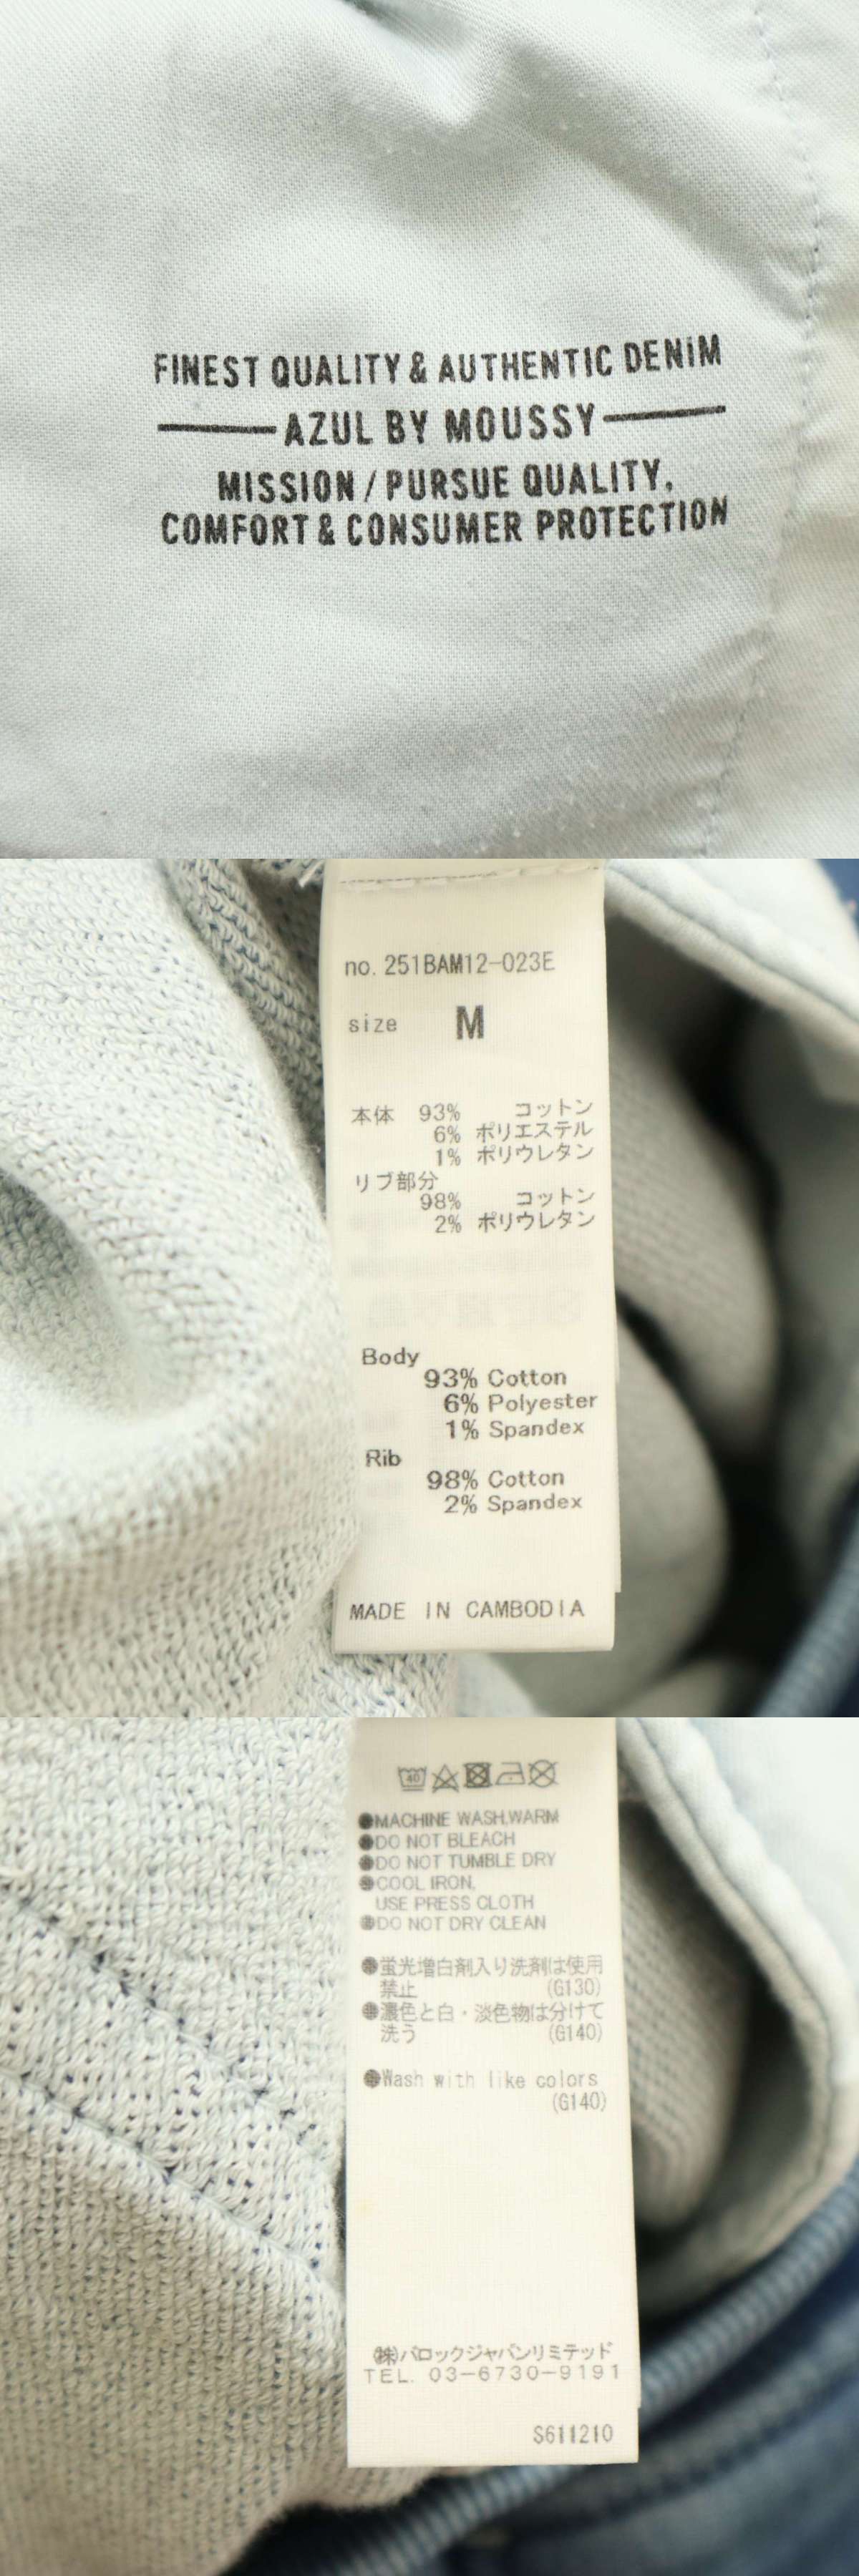 FINEST QUALITY & AUTHENTIC DENIM
AZUL BY MOUSSY
MISSION / PURSUE QUALITY,
COMFORT & CONSUMER PROTECTION
no. 251BAM12-023E
size M
本体 93% コットン
6% ポリエステル
1% ポリウレタン
リブ部分
98% コットン
2% ポリウレタン
Body
93% Cotton
6% Polyester
1% Spandex
Rib
98% Cotton
2% Spandex
MADE IN CAMBODIA
40
●MACHINE WASH,WARM
●DO NOT BLEACH
●DO NOT TUMBLE DRY
●COOL IRON,
USE PRESS CLOTH
●DO NOT DRY CLEAN
●蛍光増白剤入り洗剤は使用
禁止 (G130)
●濃色と白・淡色物は分けて
洗う (G140)
●Wash with like colors
(G140)
㈱バロックジャパンリミテッド
TEL. 03-6730-9191
S611210